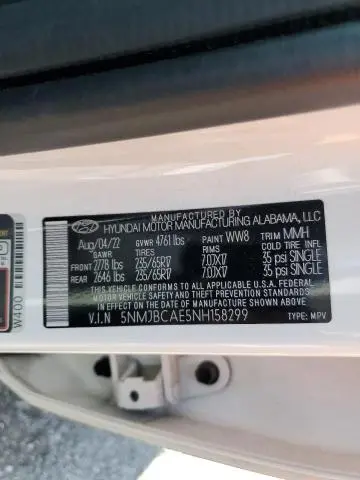 MANUFACTURED BY
HYUNDAI MOTOR MANUFACTURING ALABAMA, LLC
Aug/04/22 GVWR 4761 lbs PAINT WW8 TRIM MMH
RIMS COLD TIRE INFL
FRONT 2778 lbs 235/65R17 7.0JX17 35 psi SINGLE
REAR 2646 lbs 235/65R17 7.0JX17 35 psi SINGLE
THIS VEHICLE CONFORMS TO ALL APPLICABLE U.S.A. FEDERAL
MOTOR VEHICLE SAFETY, BUMPER, AND THEFT PREVENTION
STANDARDS IN EFFECT ON THE DATE OF MANUFACTURE SHOWN ABOVE.
V.I.N 5NMJBCAE5NH158299 TYPE: MPV
W400